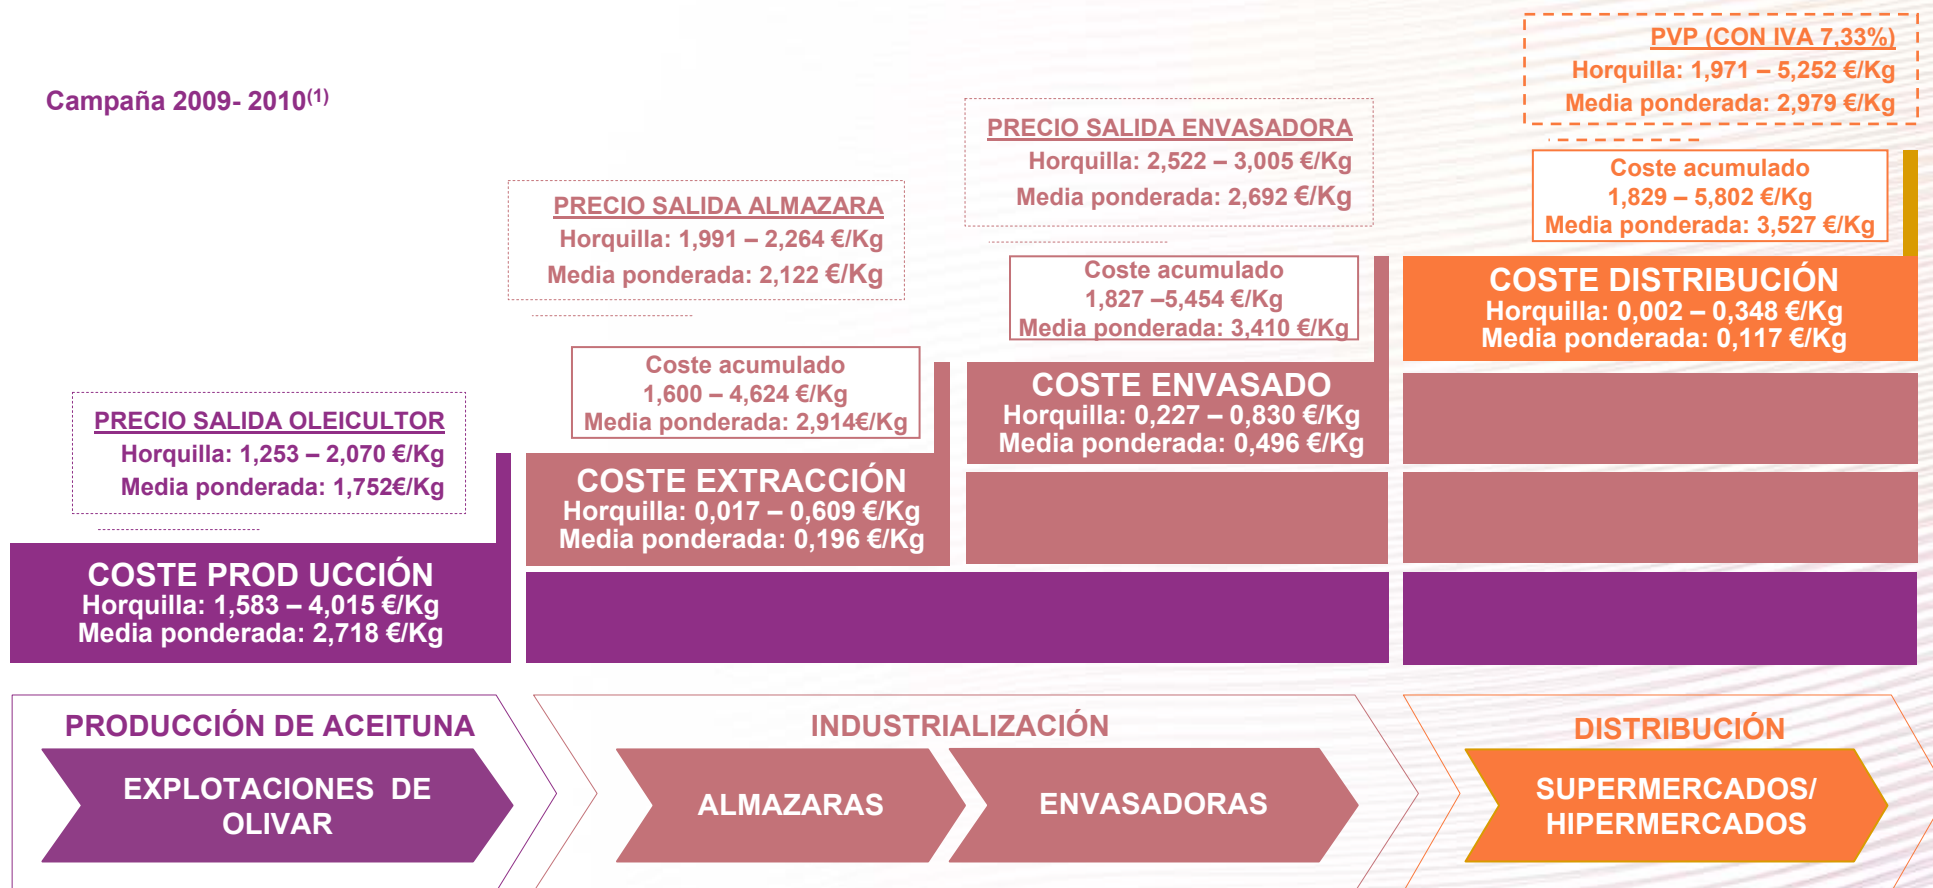 Campaña 2009- 2010(1)
PVP (CON IVA 7,33%)
Horquilla: 1,971 – 5,252 €/Kg
Media ponderada: 2,979 €/Kg
Coste acumulado
1,829 – 5,802 €/Kg
Media ponderada: 3,527 €/Kg
PRECIO SALIDA ENVASADORA
Horquilla: 2,522 – 3,005 €/Kg
Media ponderada: 2,692 €/Kg
Coste acumulado
1,827 –5,454 €/Kg
Media ponderada: 3,410 €/Kg
PRECIO SALIDA ALMAZARA
Horquilla: 1,991 – 2,264 €/Kg
Media ponderada: 2,122 €/Kg
Coste acumulado
1,600 – 4,624 €/Kg
Media ponderada: 2,914€/Kg
PRECIO SALIDA OLEICULTOR
Horquilla: 1,253 – 2,070 €/Kg
Media ponderada: 1,752€/Kg
COSTE PROD UCCIÓN
Horquilla: 1,583 – 4,015 €/Kg
Media ponderada: 2,718 €/Kg
COSTE EXTRACCIÓN
Horquilla: 0,017 – 0,609 €/Kg
Media ponderada: 0,196 €/Kg
COSTE ENVASADO
Horquilla: 0,227 – 0,830 €/Kg
Media ponderada: 0,496 €/Kg
COSTE DISTRIBUCIÓN
Horquilla: 0,002 – 0,348 €/Kg
Media ponderada: 0,117 €/Kg
PRODUCCIÓN DE ACEITUNA
EXPLOTACIONES DE
OLIVAR
INDUSTRIALIZACIÓN
ALMAZARAS
ENVASADORAS
DISTRIBUCIÓN
SUPERMERCADOS/
HIPERMERCADOS